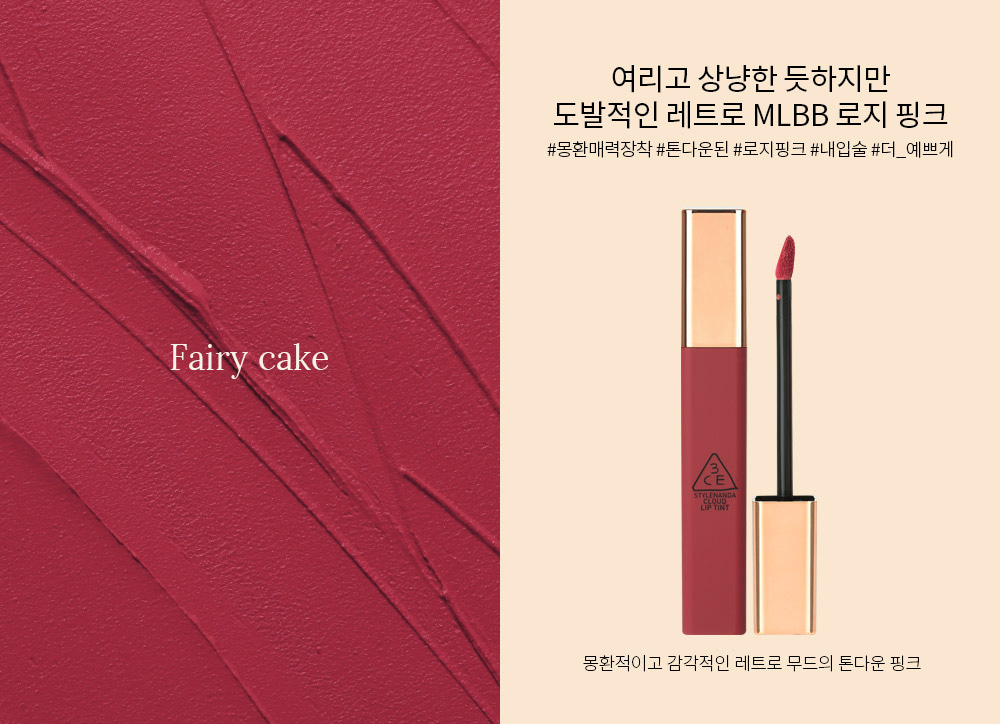 Fairy cake
여리고 상냥한 듯하지만
도발적인 레트로 MLBB 로지 핑크
#몽환매력장착 #톤다운된 #로지핑크 #내입술 #더_예쁘게
3
CE
STYLENANDA
CLOUD
LIP TINT
몽환적이고 감각적인 레트로 무드의 톤다운 핑크